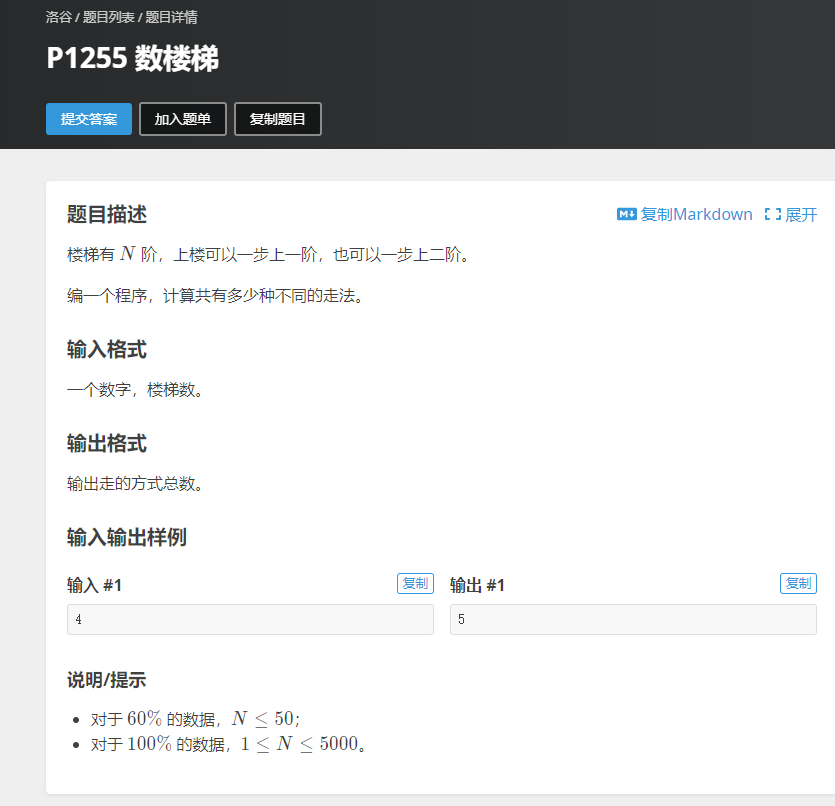 洛谷 / 题目列表 / 题目详情
P1255 数楼梯
提交答案 加入题单 复制题目
题目描述 复制Markdown 展开
楼梯有 N 阶，上楼可以一步上一阶，也可以一步上二阶。
编一个程序，计算共有多少种不同的走法。
输入格式
一个数字，楼梯数。
输出格式
输出走的方式总数。
输入输出样例
输入 #1 复制 输出 #1 复制
4 5
说明/提示
对于 60% 的数据，N ≤ 50；
对于 100% 的数据，1 ≤ N ≤ 5000。